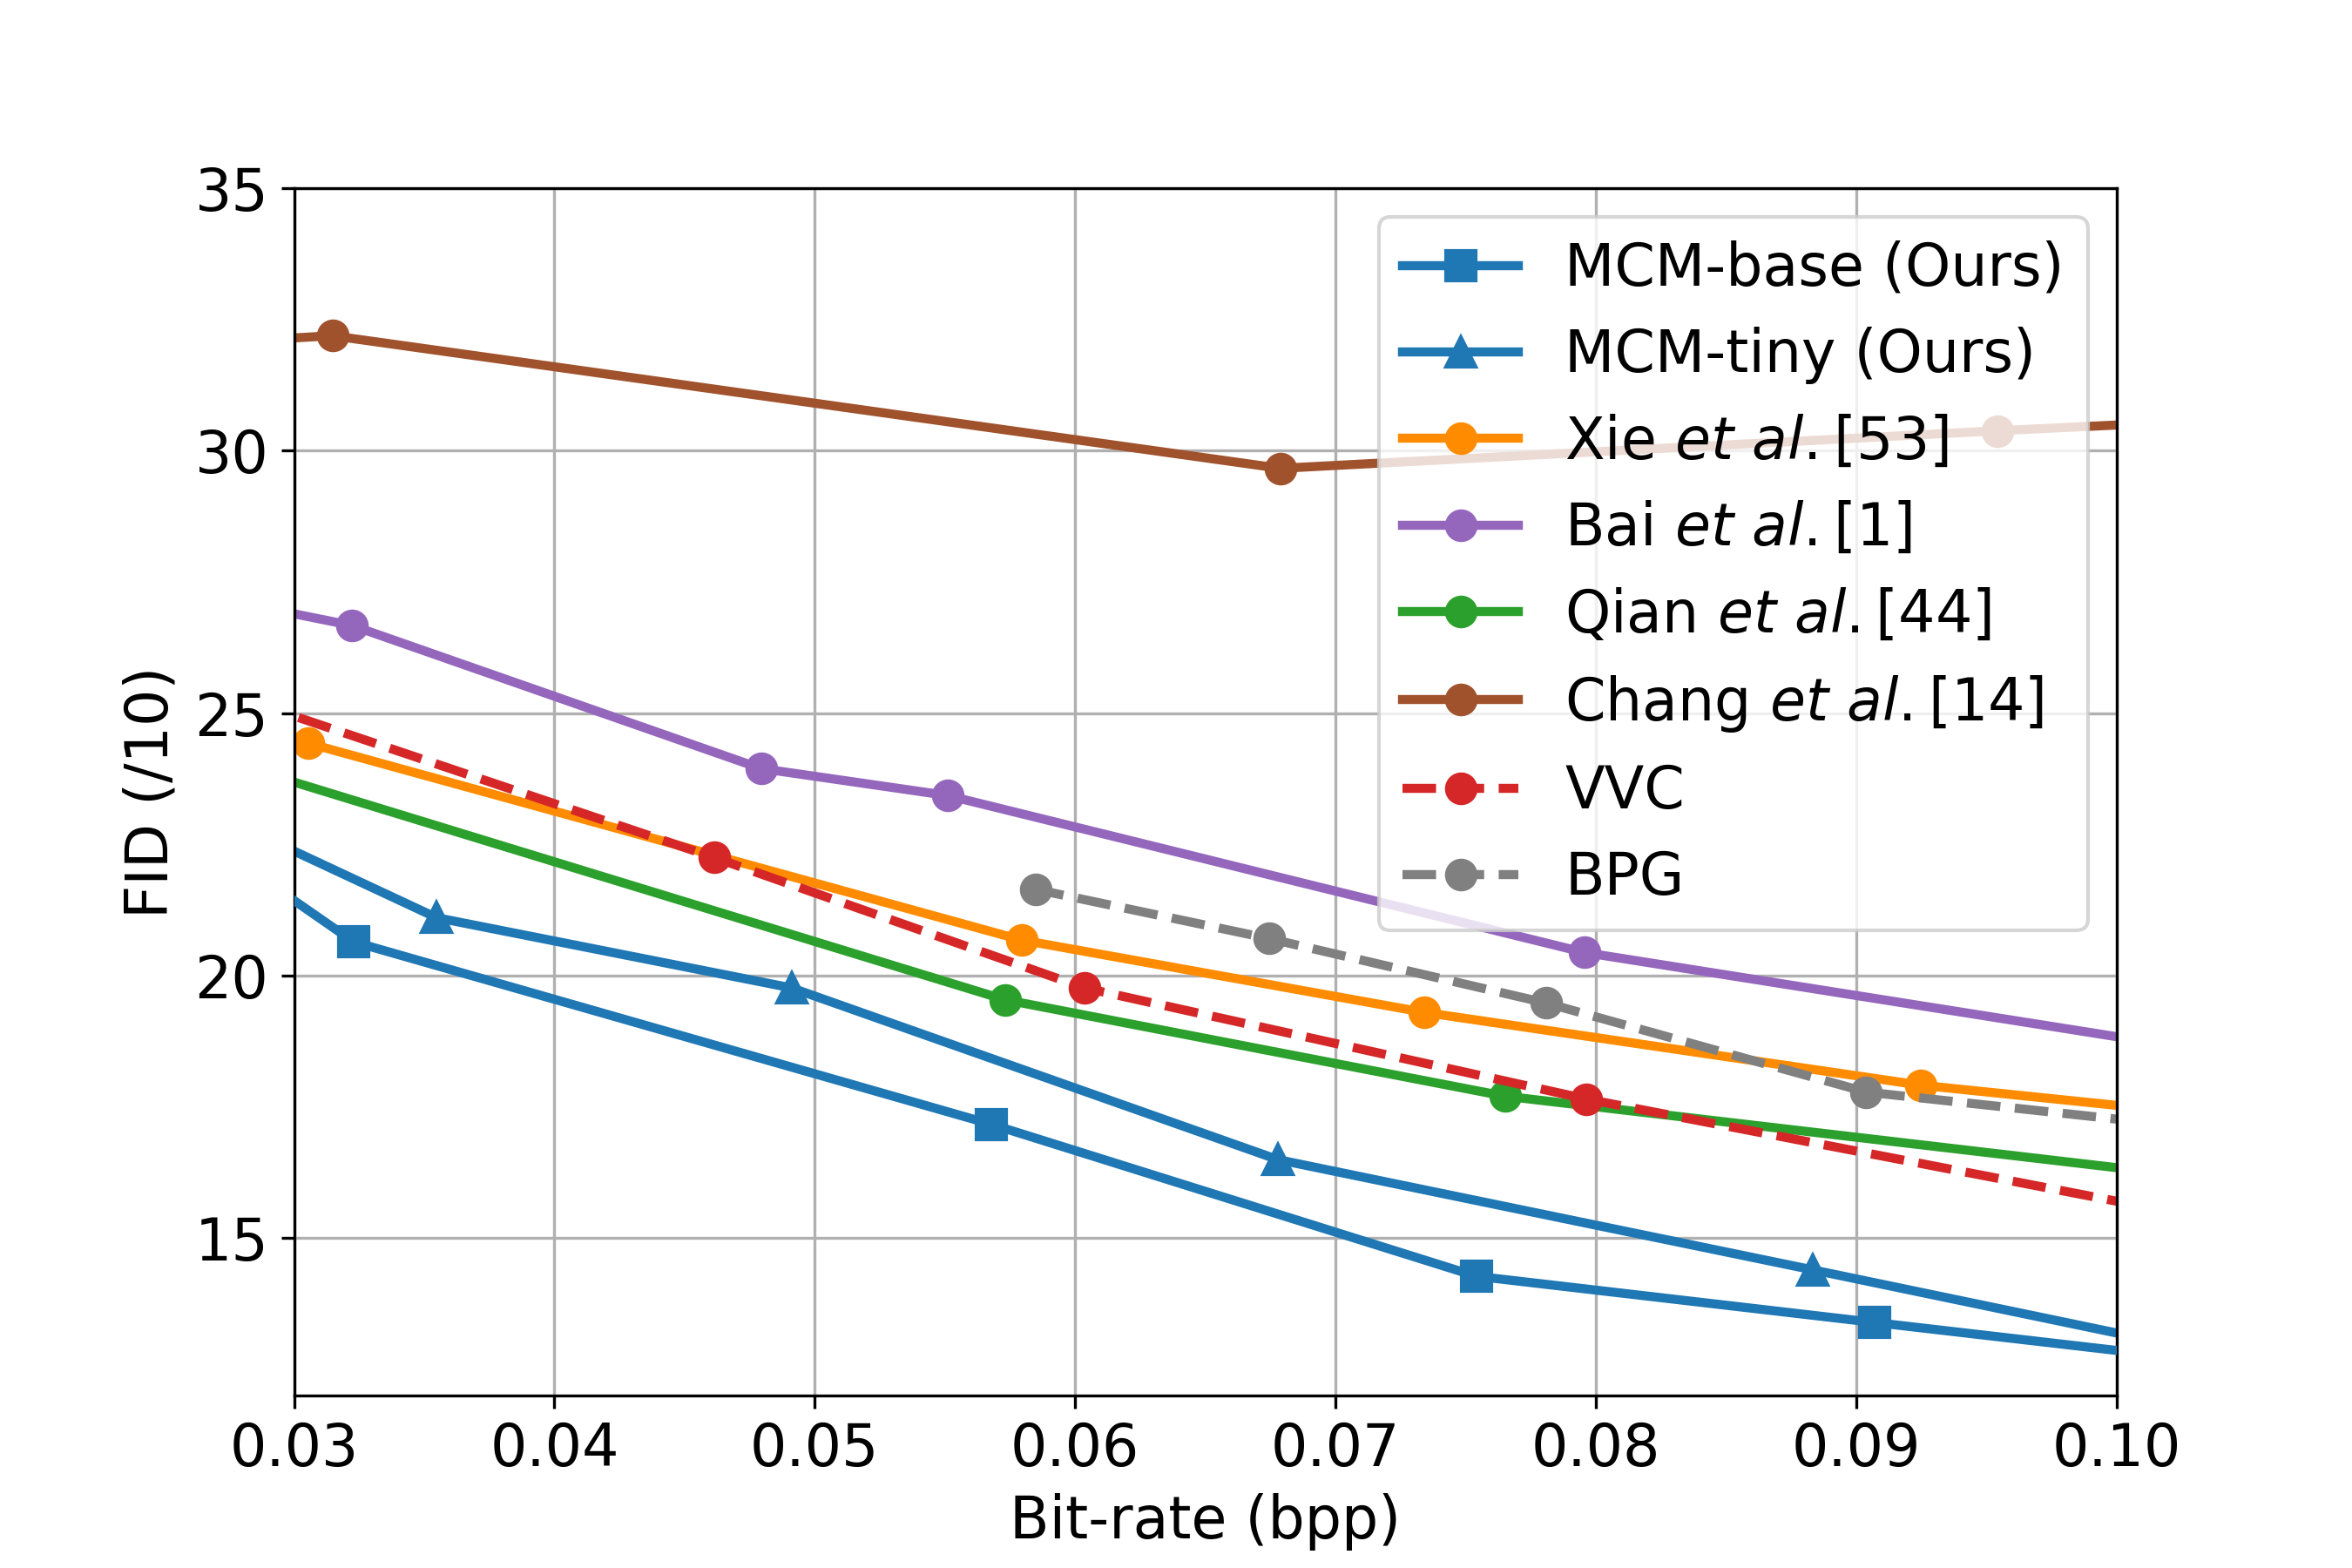 35
30
25
20
15
FID (/10)
0.03 0.04 0.05 0.06 0.07 0.08 0.09 0.10
Bit-rate (bpp)
MCM-base (Ours)
MCM-tiny (Ours)
Xie et al. [53]
Bai et al. [1]
Qian et al. [44]
Chang et al. [14]
VVC
BPG